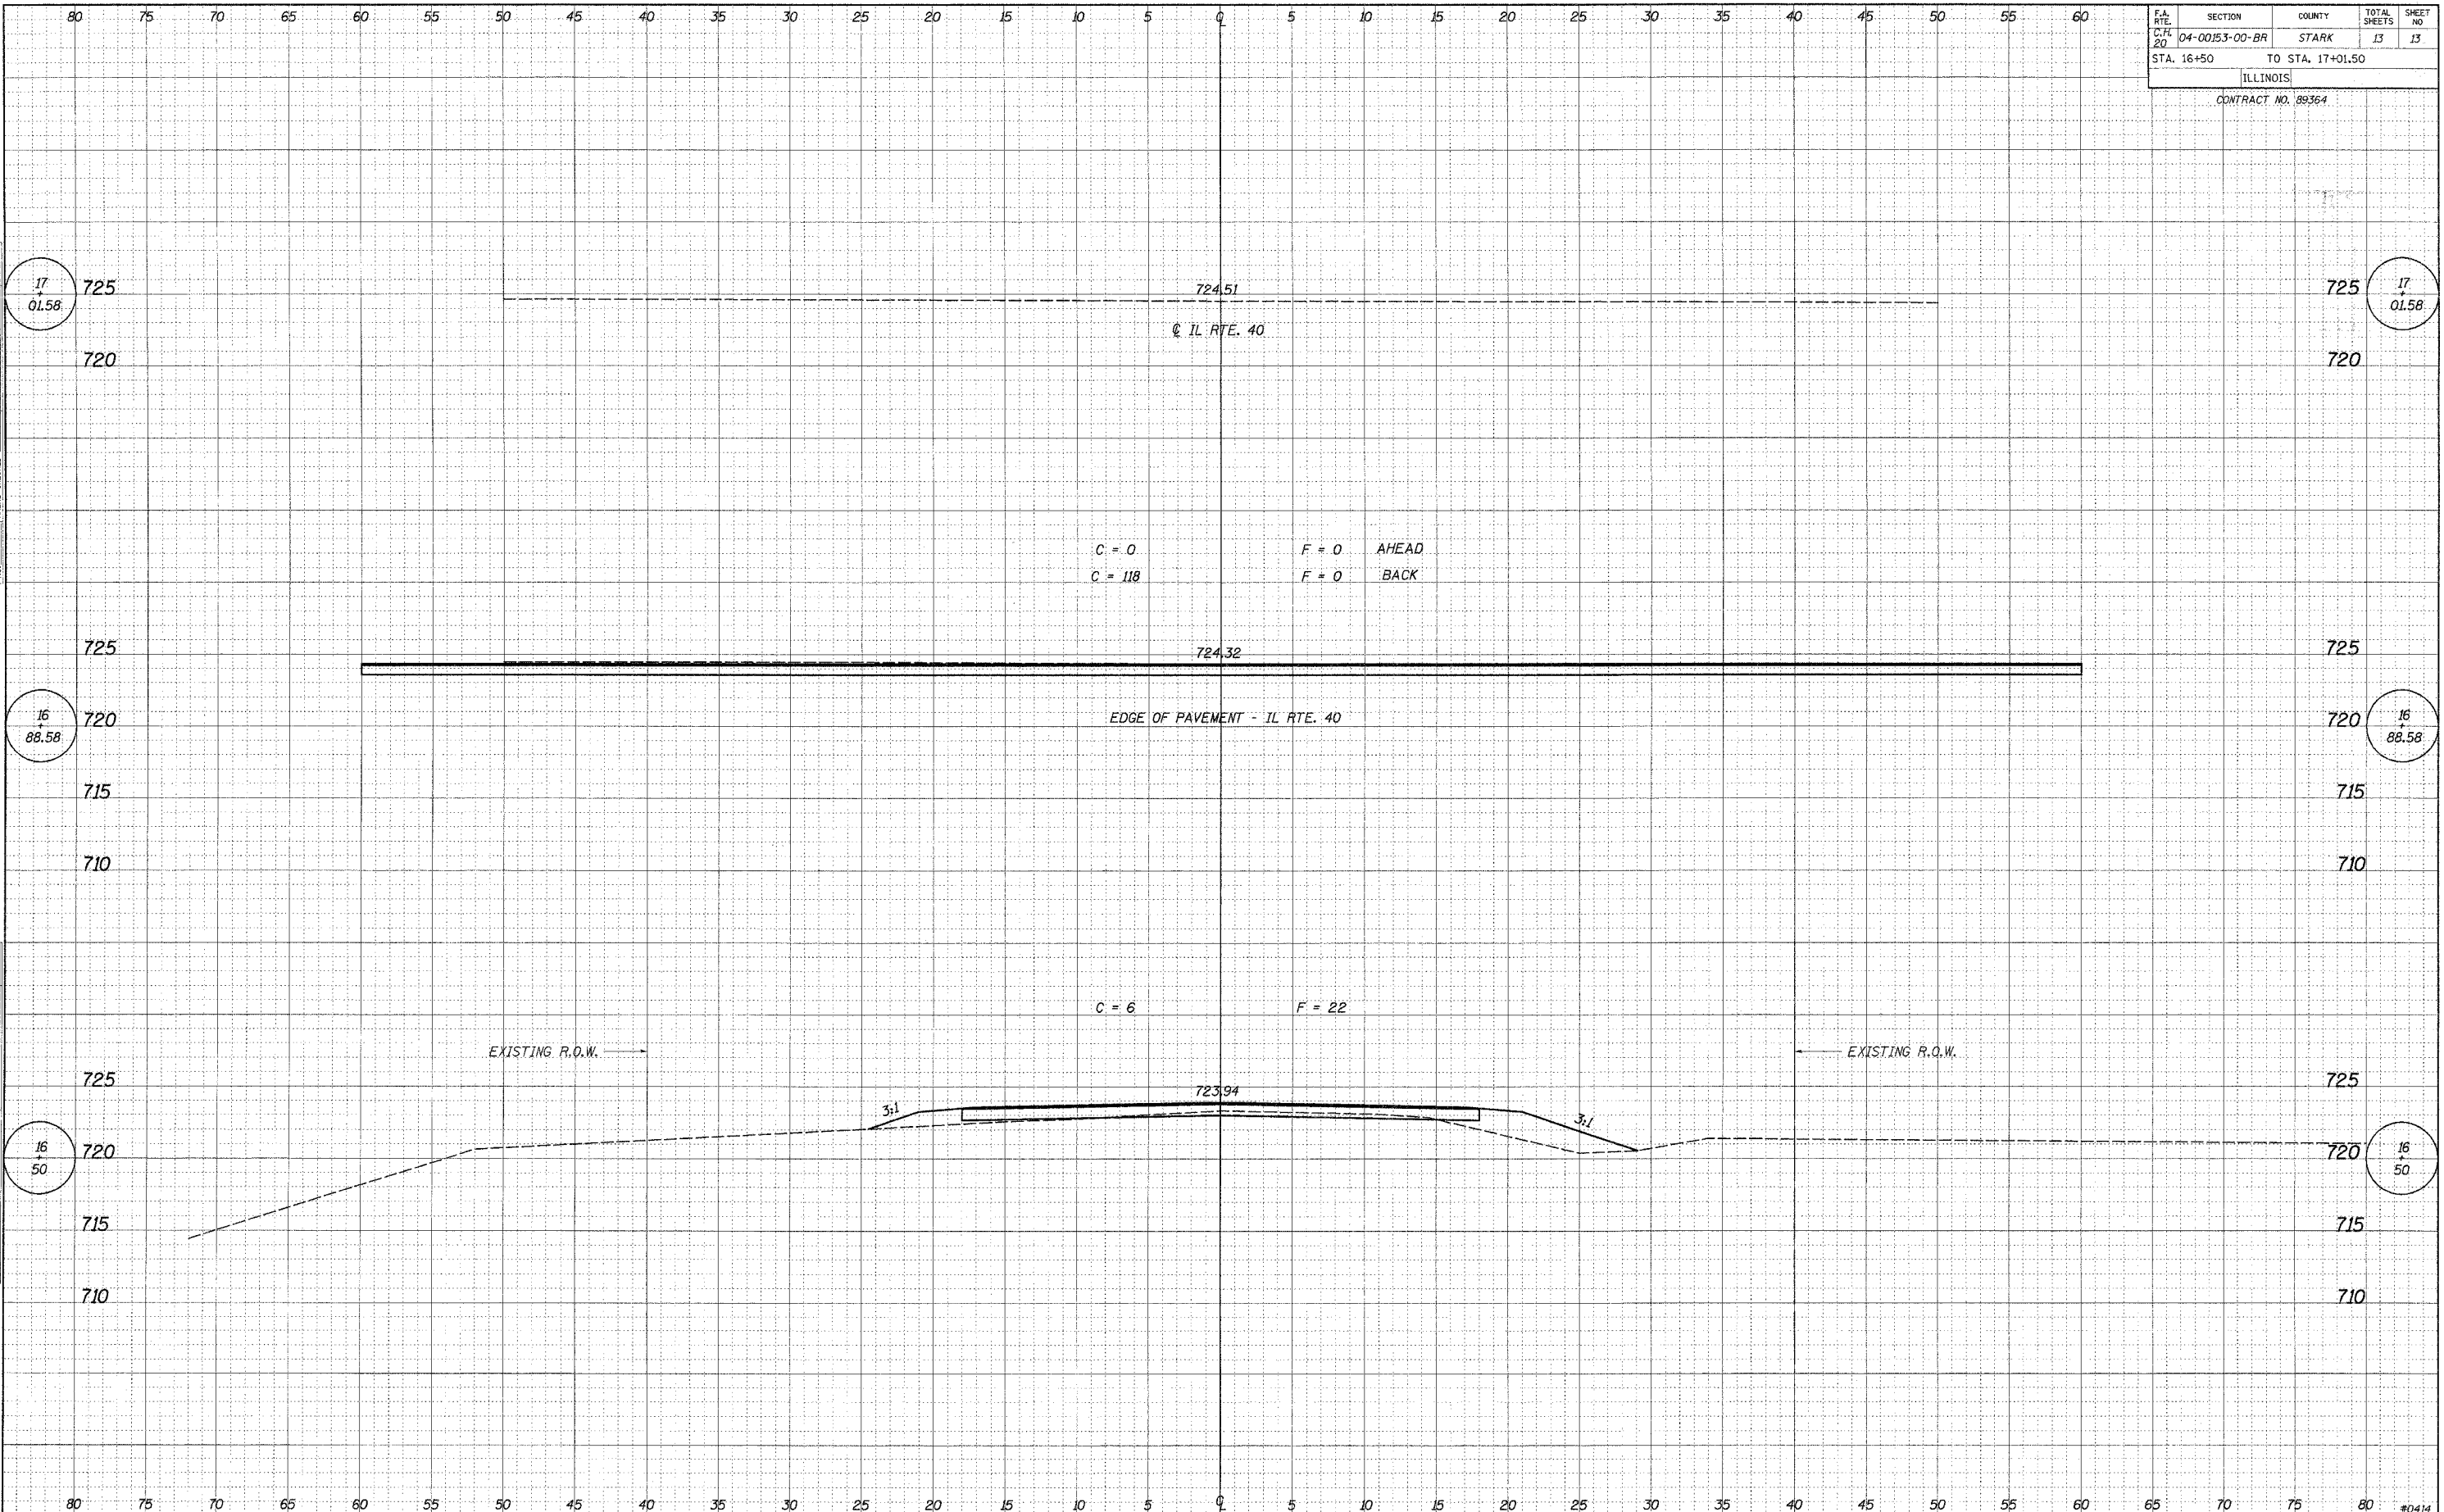 80 75 70 65 60 55 50 45 40 35 30 25 20 15 10 5 ℄ 5 10 15 20 25 30 35 40 45 50 55 60
F.A. RTE. SECTION COUNTY TOTAL SHEETS SHEET NO
C.H. 20 04-00153-00-BR STARK 13 13
STA. 16+50 TO STA. 17+01.50
ILLINOIS
CONTRACT NO. 89364
17 + 01.58 725 724.51 725 17 + 01.58
℄ IL RTE. 40
720 720
C = 0 F = 0 AHEAD
C = 118 F = 0 BACK
725 724.32 725
16 + 88.58 720 EDGE OF PAVEMENT - IL RTE. 40 720 16 + 88.58
715 715
710 710
C = 6 F = 22
EXISTING R.O.W. EXISTING R.O.W.
725 723.94 725
3:1 3:1
16 + 50 720 720 16 + 50
715 715
710 710
80 75 70 65 60 55 50 45 40 35 30 25 20 15 10 5 ℄ 5 10 15 20 25 30 35 40 45 50 55 60 65 70 75 80 #0414